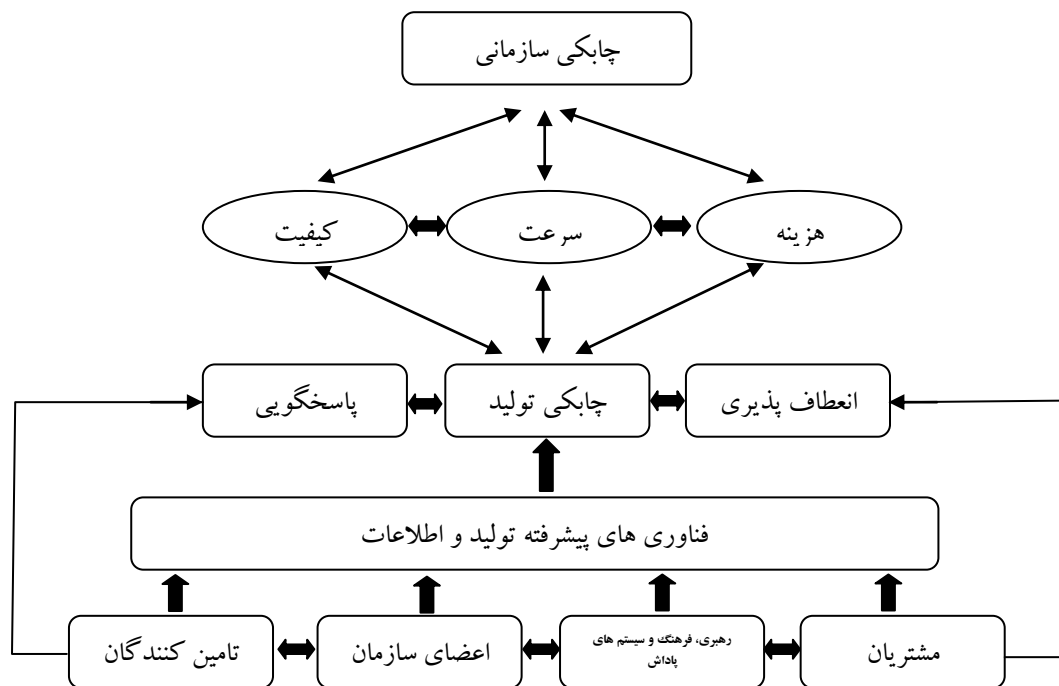 چابکی سازمانی
هزینه
سرعت
کیفیت
انعطاف پذیری
چابکی تولید
پاسخگویی
فناوری های پیشرفته تولید و اطلاعات
مشتریان
رهبری، فرهنگ و سیستم های
پاداش
اعضای سازمان
تامین کنندگان